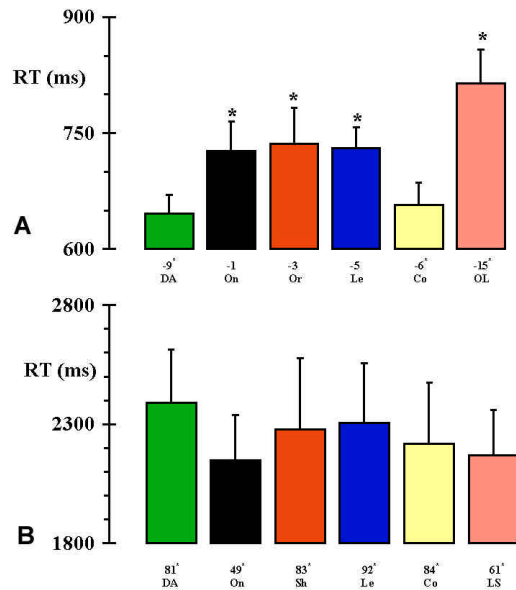 900
*
*
*
*
RT (ms)
750
A
600
-9* -1 -3 -5 -6* -15*
DA On Or Le Co OL
2800
RT (ms)
2300
B
1800
81* 49* 83* 92* 84* 61*
DA On Sh Le Co LS